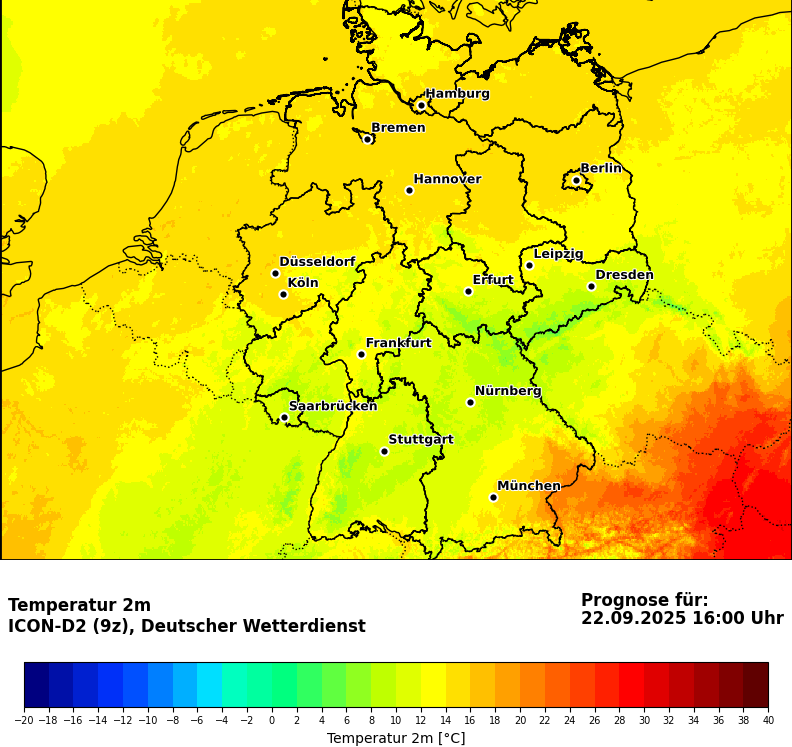 Hamburg
Bremen
Berlin
Hannover
Leipzig
Düsseldorf
Dresden
Köln
Erfurt
Frankfurt
Nürnberg
Saarbrücken
Stuttgart
München
Temperatur 2m
ICON-D2 (9z), Deutscher Wetterdienst
Prognose für:
22.09.2025 16:00 Uhr
−20 −18 −16 −14 −12 −10 −8 −6 −4 −2 0 2 4 6 8 10 12 14 16 18 20 22 24 26 28 30 32 34 36 38 40
Temperatur 2m [°C]